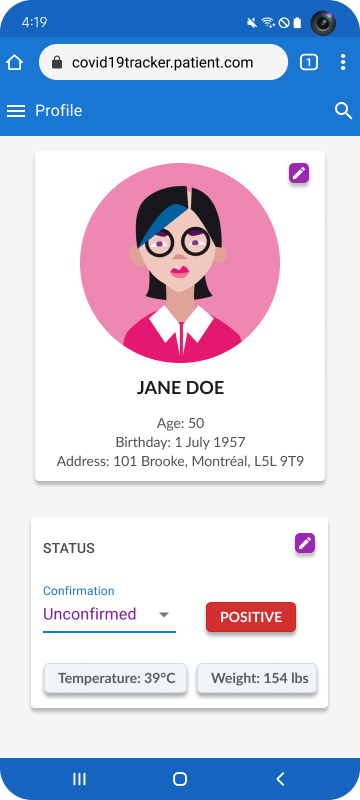 4:19
covid19tracker.patient.com
1
Profile
JANE DOE
Age: 50
Birthday: 1 July 1957
Address: 101 Brooke, Montréal, L5L 9T9
STATUS
Confirmation
Unconfirmed
POSITIVE
Temperature: 39°C
Weight: 154 lbs